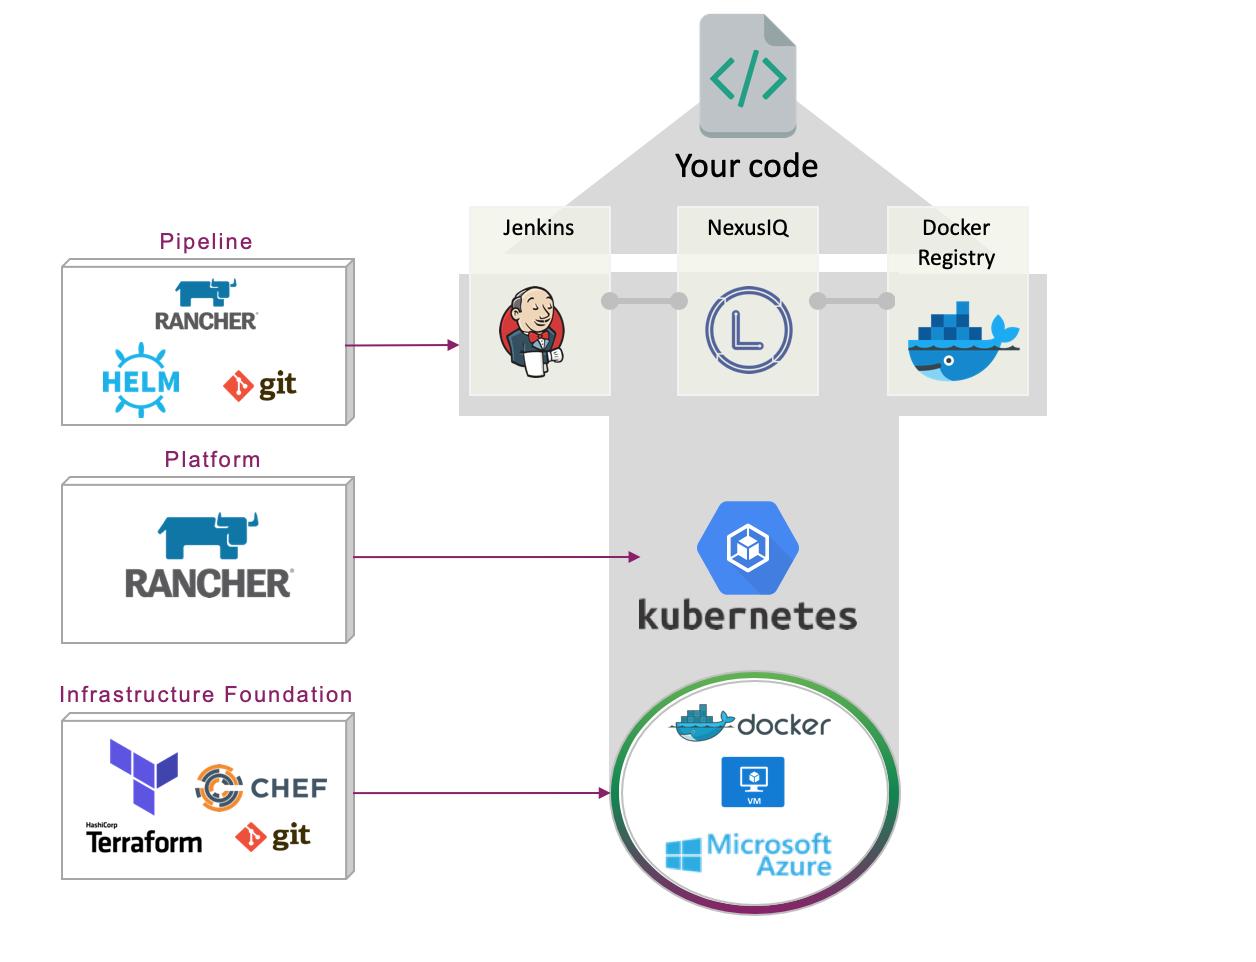 </>
Your code
Jenkins
NexusIQ
Docker
Registry
Pipeline
RANCHER
HELM
git
Platform
RANCHER
kubernetes
Infrastructure Foundation
docker
CHEF
VM
HashiCorp
Terraform
git
Microsoft
Azure